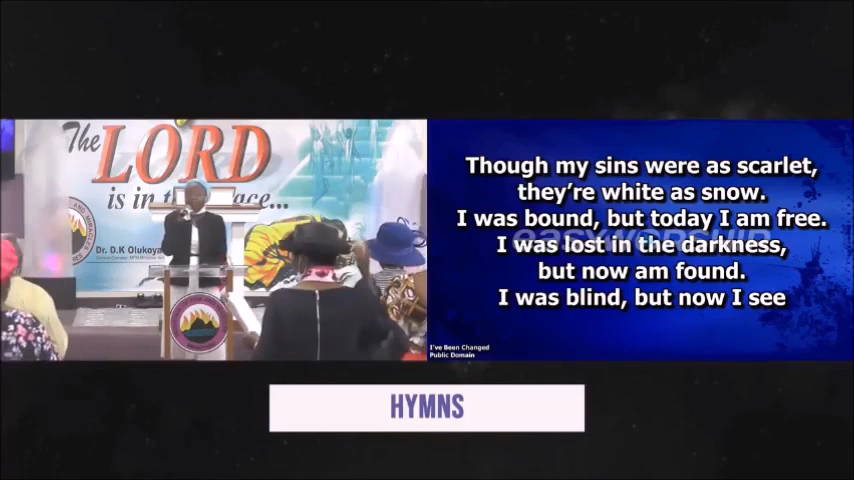 The
LORD
is in
ace...
Dr. D.K Olukoya
Though my sins were as scarlet,
they're white as snow.
I was bound, but today I am free.
I was lost in the darkness,
but now am found.
I was blind, but now I see
I've Been Changed
Public Domain
HYMNS